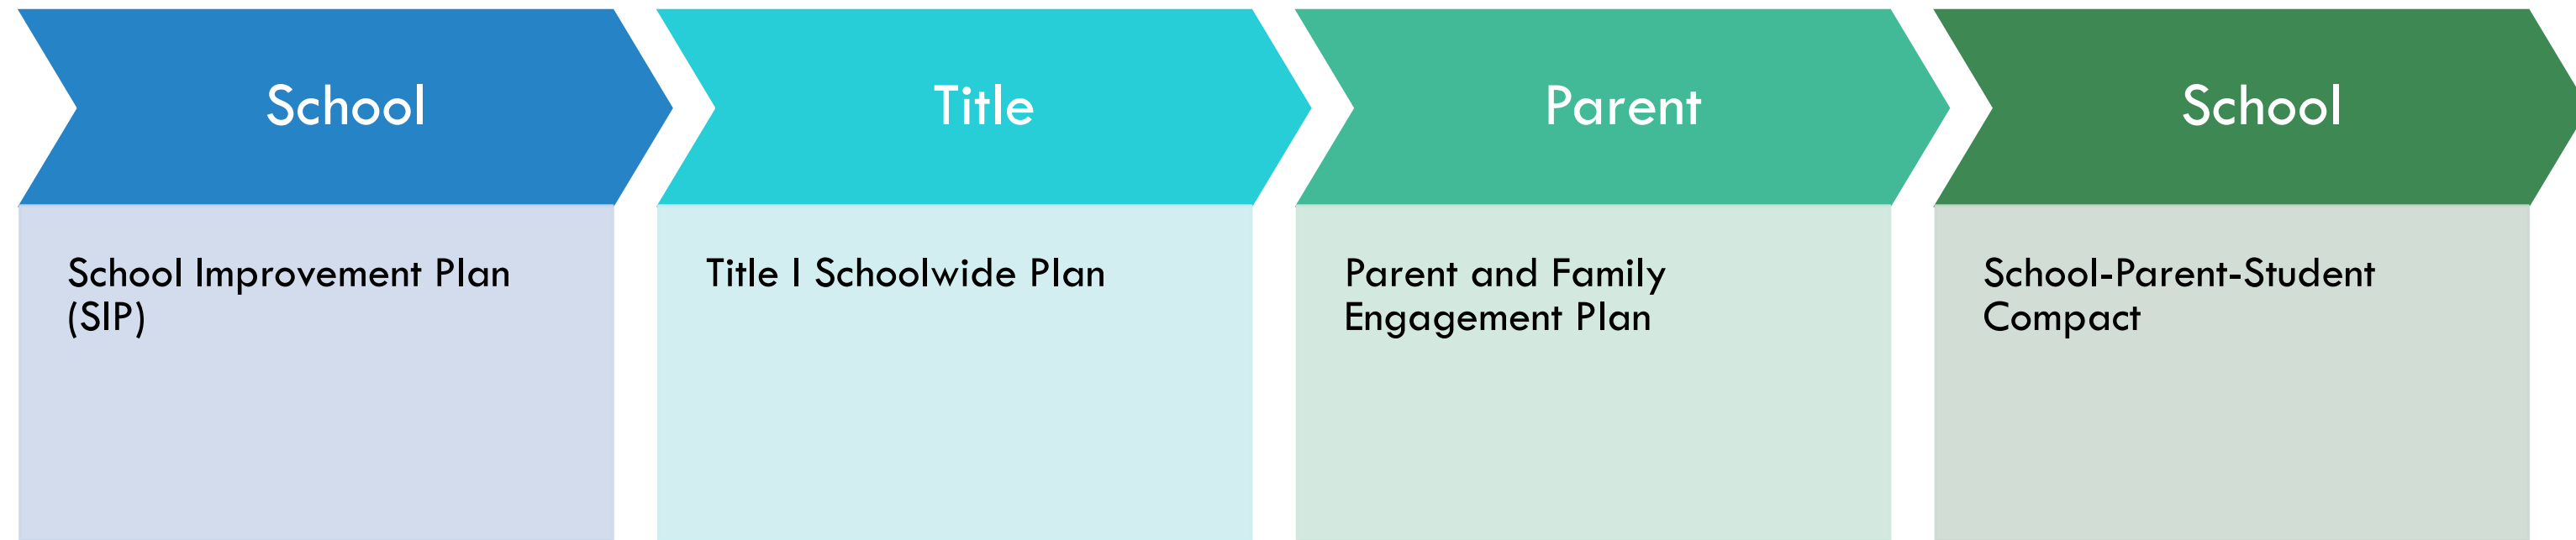 School
School Improvement Plan
(SIP)
Title
Title I Schoolwide Plan
Parent
Parent and Family
Engagement Plan
School
School-Parent-Student
Compact